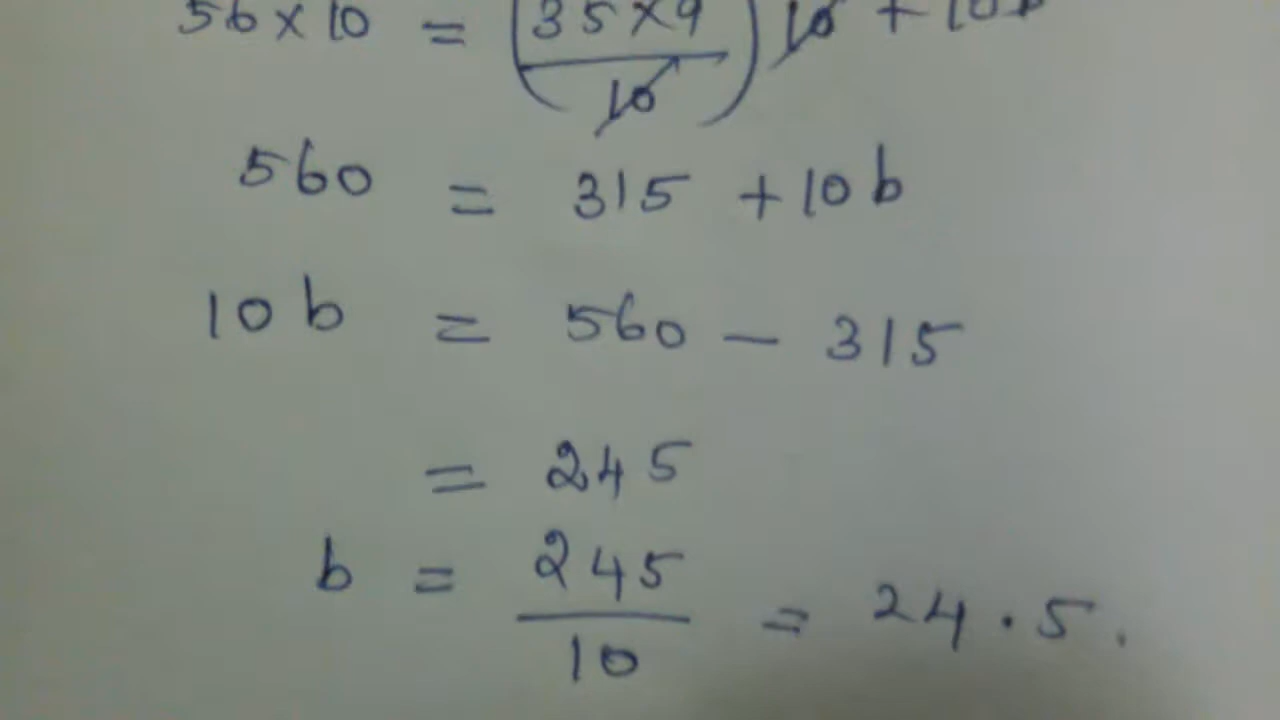 56 × 10 = (35×9/10) 10 + 10b
560 = 315 + 10b
10b = 560 - 315
= 245
b = 245/10 = 24.5.